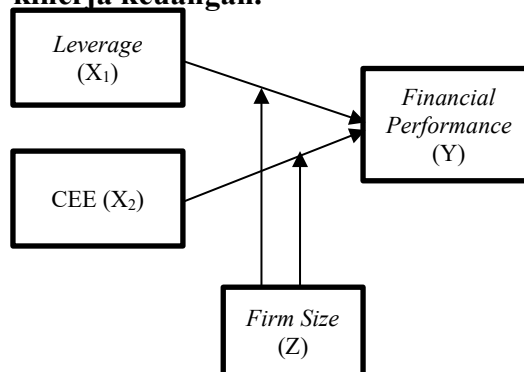 kinerja keuangan.
Leverage
(X₁)
Financial
Performance
(Y)
CEE (X₂)
Firm Size
(Z)